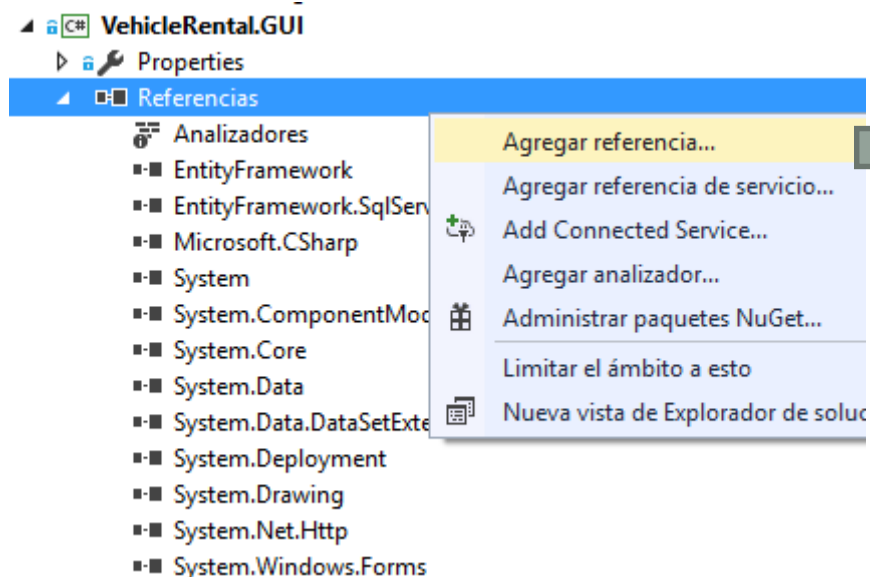 C# VehicleRental.GUI
Properties
Referencias
Analizadores
EntityFramework
EntityFramework.SqlServ
Microsoft.CSharp
System
System.ComponentMod
System.Core
System.Data
System.Data.DataSetExte
System.Deployment
System.Drawing
System.Net.Http
System.Windows.Forms
Agregar referencia...
Agregar referencia de servicio...
Add Connected Service...
Agregar analizador...
Administrar paquetes NuGet...
Limitar el ámbito a esto
Nueva vista de Explorador de soluc